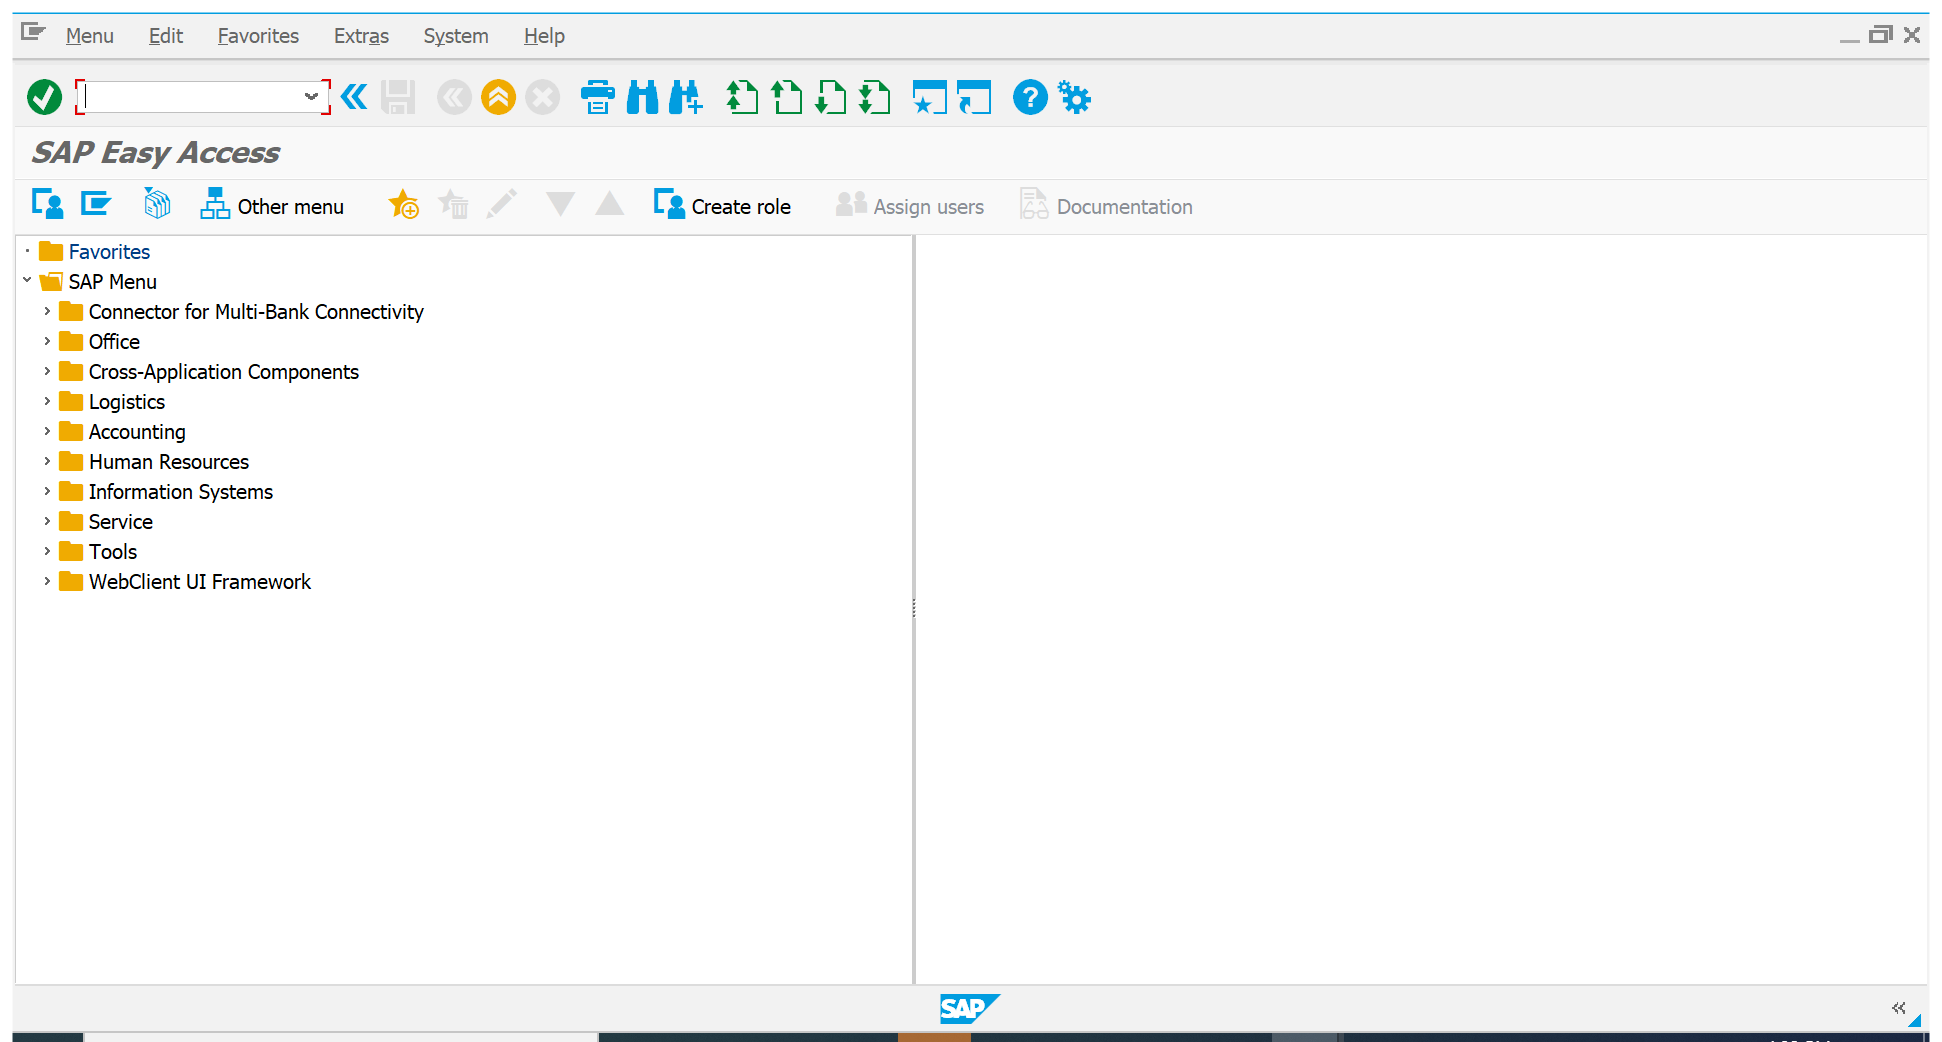 Menu Edit Favorites Extras System Help
SAP Easy Access
Other menu Create role Assign users Documentation
Favorites
SAP Menu
Connector for Multi-Bank Connectivity
Office
Cross-Application Components
Logistics
Accounting
Human Resources
Information Systems
Service
Tools
WebClient UI Framework
SAP